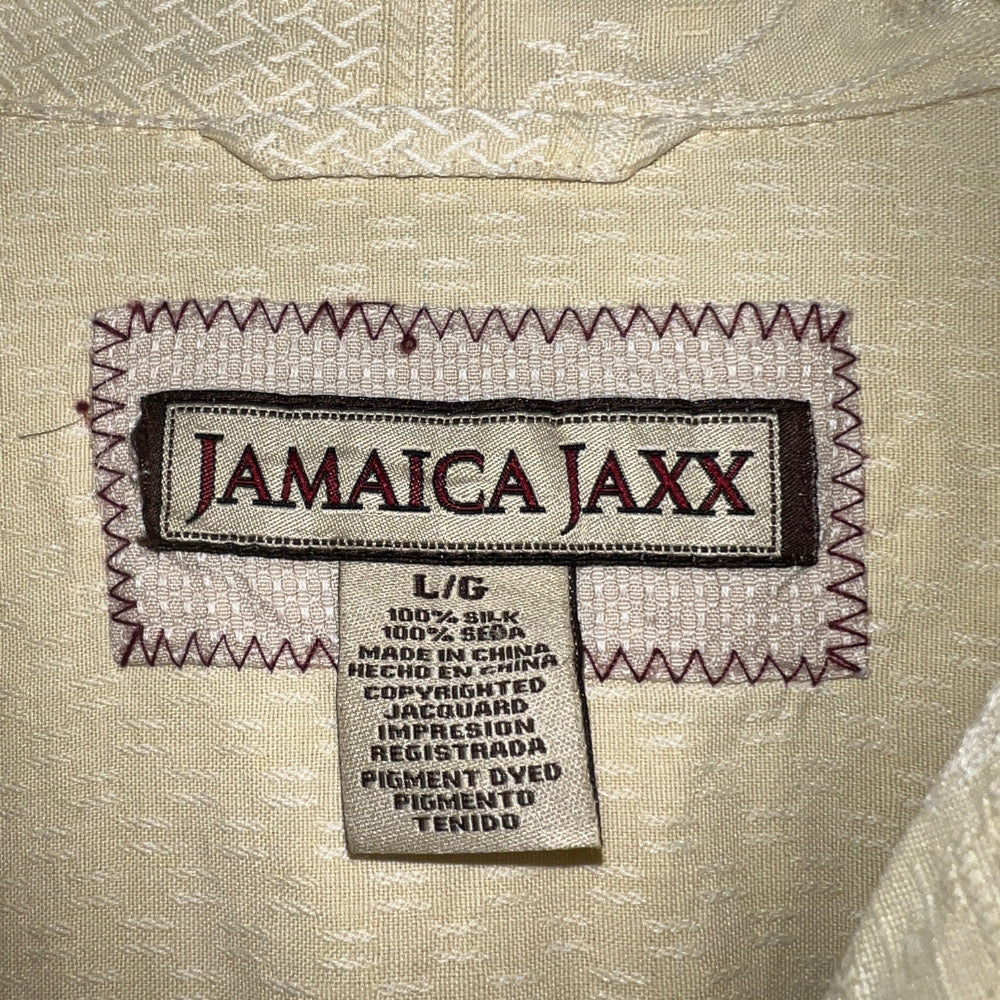 JAMAICA JAXX
L/G
100% SILK
100% SEDA
MADE IN CHINA
HECHO EN CHINA
COPYRIGHTED
JACQUARD
IMPRESION
REGISTRADA
PIGMENT DYED
PIGMENTO
TENIDO